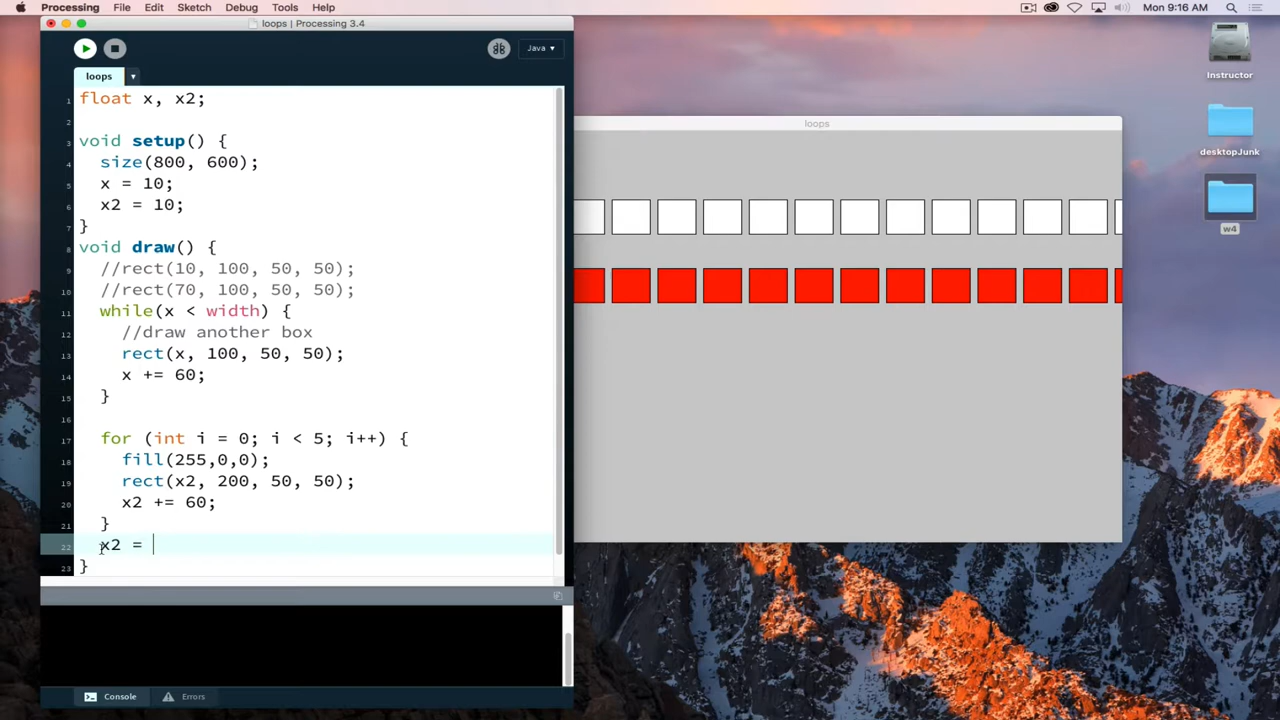 Processing File Edit Sketch Debug Tools Help Mon 9:16 AM
loops | Processing 3.4
Java
loops
1 float x, x2;
2
3 void setup() {
4 size(800, 600);
5 x = 10;
6 x2 = 10;
7 }
8 void draw() {
9 //rect(10, 100, 50, 50);
10 //rect(70, 100, 50, 50);
11 while(x < width) {
12 //draw another box
13 rect(x, 100, 50, 50);
14 x += 60;
15 }
16
17 for (int i = 0; i < 5; i++) {
18 fill(255,0,0);
19 rect(x2, 200, 50, 50);
20 x2 += 60;
21 }
22 x2 =
23 }
Console Errors
loops
Instructor
desktopJunk
w4